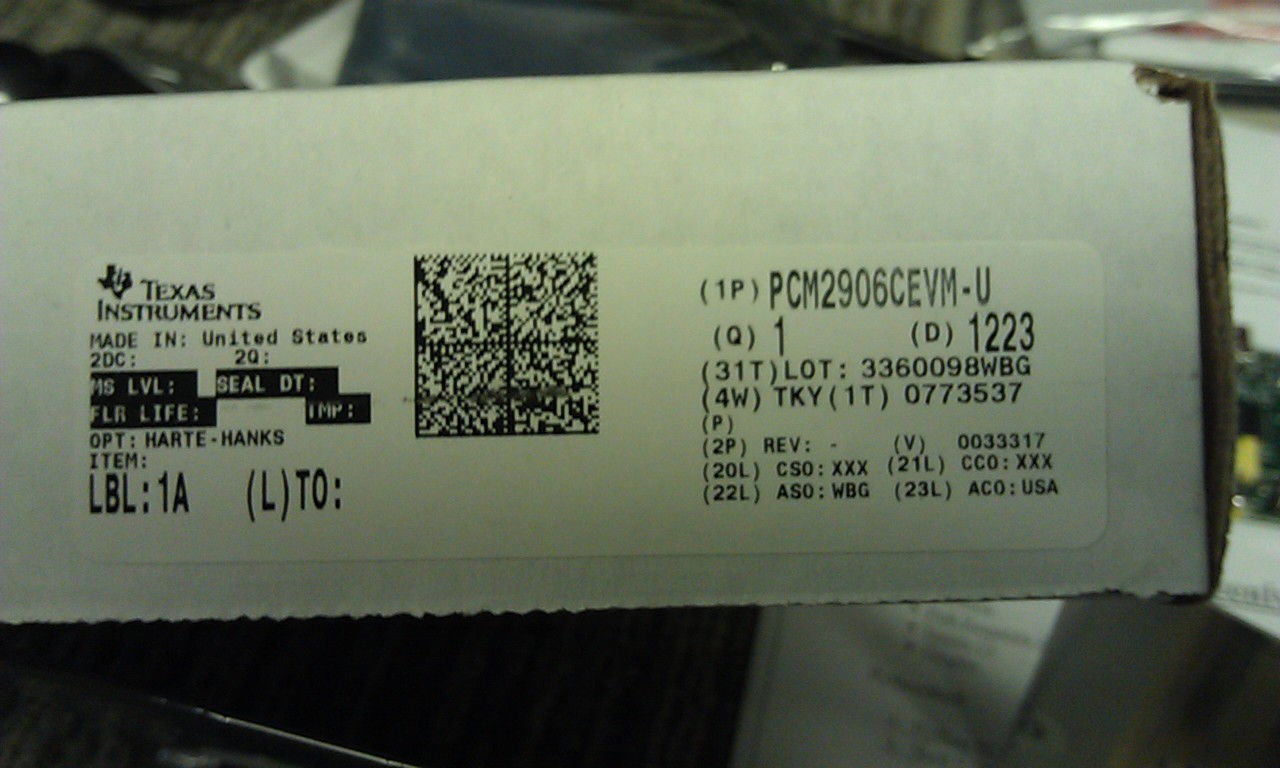 TEXAS
INSTRUMENTS
MADE IN: United States
2DC: 2Q:
MS LVL: SEAL DT:
FLR LIFE: TMP:
OPT: HARTE-HANKS
ITEM:
LBL: 1A (L)TO:
(1P) PCM2906CEVM-U
(Q) 1 (D) 1223
(31T)LOT: 3360098WBG
(4W) TKY(1T) 0773537
(P)
(2P) REV: - (V) 0033317
(20L) CSO:XXX (21L) CCO:XXX
(22L) ASO:WBG (23L) ACO:USA